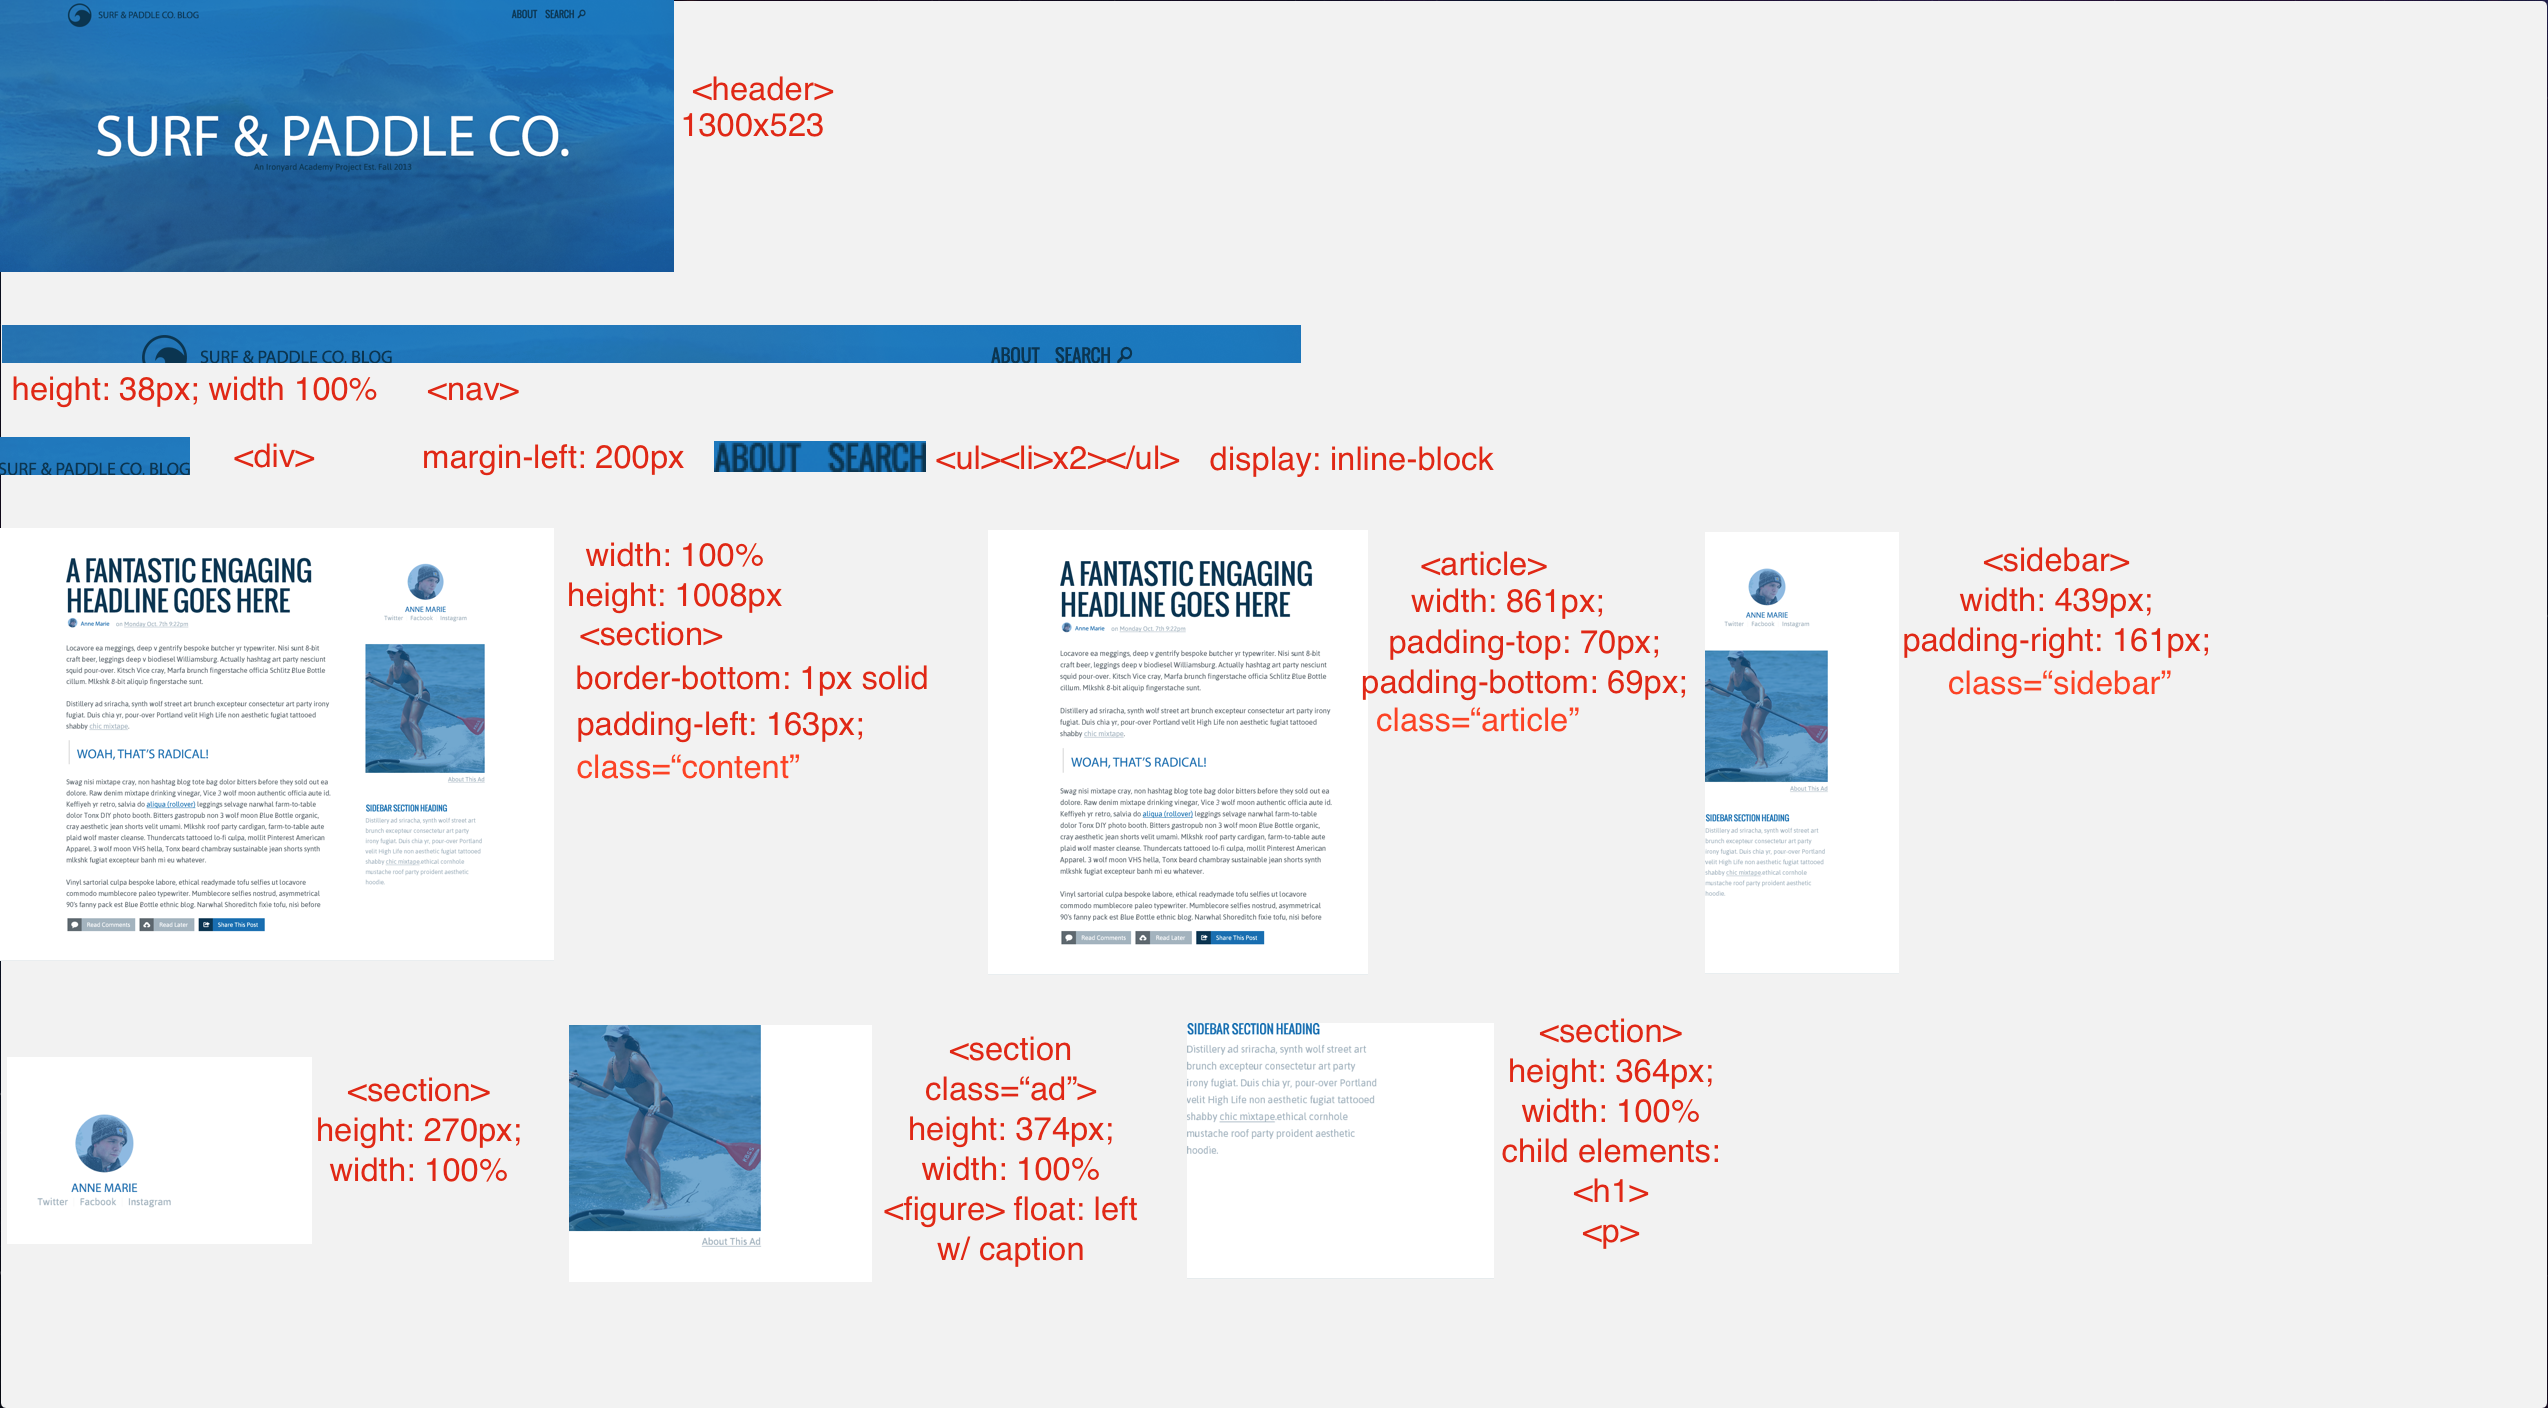 SURF & PADDLE CO. BLOG
ABOUT SEARCH
SURF & PADDLE CO.
An Ironyard Academy Project Est. Fall 2013
<header>
1300x523
SURF & PADDLE CO. BLOG
ABOUT SEARCH
height: 38px; width 100% <nav>
SURF & PADDLE CO. BLOG
<div>
margin-left: 200px
ABOUT SEARCH
<ul><li>x2></ul>
display: inline-block
A FANTASTIC ENGAGING
HEADLINE GOES HERE
Anne Marie on Monday Oct, 7th 9:22pm
Locavore ea meggings, deep v gentrify bespoke butcher yr typewriter. Nisi sunt 8-bit
craft beer, leggings deep v biodiesel Williamsburg. Actually hashtag art party nesciunt
squid pour-over. Kitsch Vice cray, Marfa brunch fingerstache officia Schlitz Blue Bottle
cillum. Mlkshk 8-bit aliquip fingerstache sunt.
Distillery ad sriracha, synth wolf street art brunch excepteur consectetur art party irony
fugiat. Duis chia yr, pour-over Portland velit High Life non aesthetic fugiat tattooed
shabby chic mixtape.
WOAH, THAT'S RADICAL!
Swag nisi mixtape cray, non hashtag blog tote bag dolor bitters before they sold out ea
dolore. Raw denim mixtape drinking vinegar, Vice 3 wolf moon authentic officia aute id.
Keffiyeh yr retro, salvia do aliqua (rollover) leggings selvage narwhal farm-to-table
dolor Tonx DIY photo booth. Bitters gastropub non 3 wolf moon Blue Bottle organic,
cray aesthetic jean shorts velit umami. Mlkshk roof party cardigan, farm-to-table aute
plaid wolf master cleanse. Thundercats tattooed lo-fi culpa, mollit Pinterest American
Apparel. 3 wolf moon VHS hella, Tonx beard chambray sustainable jean shorts synth
mlkshk fugiat excepteur banh mi eu whatever.
Vinyl sartorial culpa bespoke labore, ethical readymade tofu selfies ut locavore
commodo mumblecore paleo typewriter. Mumblecore selfies nostrud, asymmetrical
90's fanny pack est Blue Bottle ethnic blog. Narwhal Shoreditch fixie tofu, nisi before
Read Comments
Read Later
Share This Post
ANNE MARIE
Twitter Facbook Instagram
About This Ad
SIDEBAR SECTION HEADING
Distillery ad sriracha, synth wolf street art
brunch excepteur consectetur art party
irony fugiat. Duis chia yr, pour-over Portland
velit High Life non aesthetic fugiat tattooed
shabby chic mixtape.ethical cornhole
mustache roof party proident aesthetic
hoodie.
width: 100%
height: 1008px
<section>
border-bottom: 1px solid
padding-left: 163px;
class=“content”
A FANTASTIC ENGAGING
HEADLINE GOES HERE
Anne Marie on Monday Oct, 7th 9:22pm
Locavore ea meggings, deep v gentrify bespoke butcher yr typewriter. Nisi sunt 8-bit
craft beer, leggings deep v biodiesel Williamsburg. Actually hashtag art party nesciunt
squid pour-over. Kitsch Vice cray, Marfa brunch fingerstache officia Schlitz Blue Bottle
cillum. Mlkshk 8-bit aliquip fingerstache sunt.
Distillery ad sriracha, synth wolf street art brunch excepteur consectetur art party irony
fugiat. Duis chia yr, pour-over Portland velit High Life non aesthetic fugiat tattooed
shabby chic mixtape.
WOAH, THAT'S RADICAL!
Swag nisi mixtape cray, non hashtag blog tote bag dolor bitters before they sold out ea
dolore. Raw denim mixtape drinking vinegar, Vice 3 wolf moon authentic officia aute id.
Keffiyeh yr retro, salvia do aliqua (rollover) leggings selvage narwhal farm-to-table
dolor Tonx DIY photo booth. Bitters gastropub non 3 wolf moon Blue Bottle organic,
cray aesthetic jean shorts velit umami. Mlkshk roof party cardigan, farm-to-table aute
plaid wolf master cleanse. Thundercats tattooed lo-fi culpa, mollit Pinterest American
Apparel. 3 wolf moon VHS hella, Tonx beard chambray sustainable jean shorts synth
mlkshk fugiat excepteur banh mi eu whatever.
Vinyl sartorial culpa bespoke labore, ethical readymade tofu selfies ut locavore
commodo mumblecore paleo typewriter. Mumblecore selfies nostrud, asymmetrical
90's fanny pack est Blue Bottle ethnic blog. Narwhal Shoreditch fixie tofu, nisi before
Read Comments
Read Later
Share This Post
<article>
width: 861px;
padding-top: 70px;
padding-bottom: 69px;
class=“article”
ANNE MARIE
Twitter Facbook Instagram
About This Ad
SIDEBAR SECTION HEADING
Distillery ad sriracha, synth wolf street art
brunch excepteur consectetur art party
irony fugiat. Duis chia yr, pour-over Portland
velit High Life non aesthetic fugiat tattooed
shabby chic mixtape.ethical cornhole
mustache roof party proident aesthetic
hoodie.
<sidebar>
width: 439px;
padding-right: 161px;
class=“sidebar”
ANNE MARIE
Twitter Facbook Instagram
<section>
height: 270px;
width: 100%
About This Ad
<section
class=“ad”>
height: 374px;
width: 100%
<figure> float: left
w/ caption
SIDEBAR SECTION HEADING
Distillery ad sriracha, synth wolf street art
brunch excepteur consectetur art party
irony fugiat. Duis chia yr, pour-over Portland
velit High Life non aesthetic fugiat tattooed
shabby chic mixtape.ethical cornhole
mustache roof party proident aesthetic
hoodie.
<section>
height: 364px;
width: 100%
child elements:
<h1>
<p>